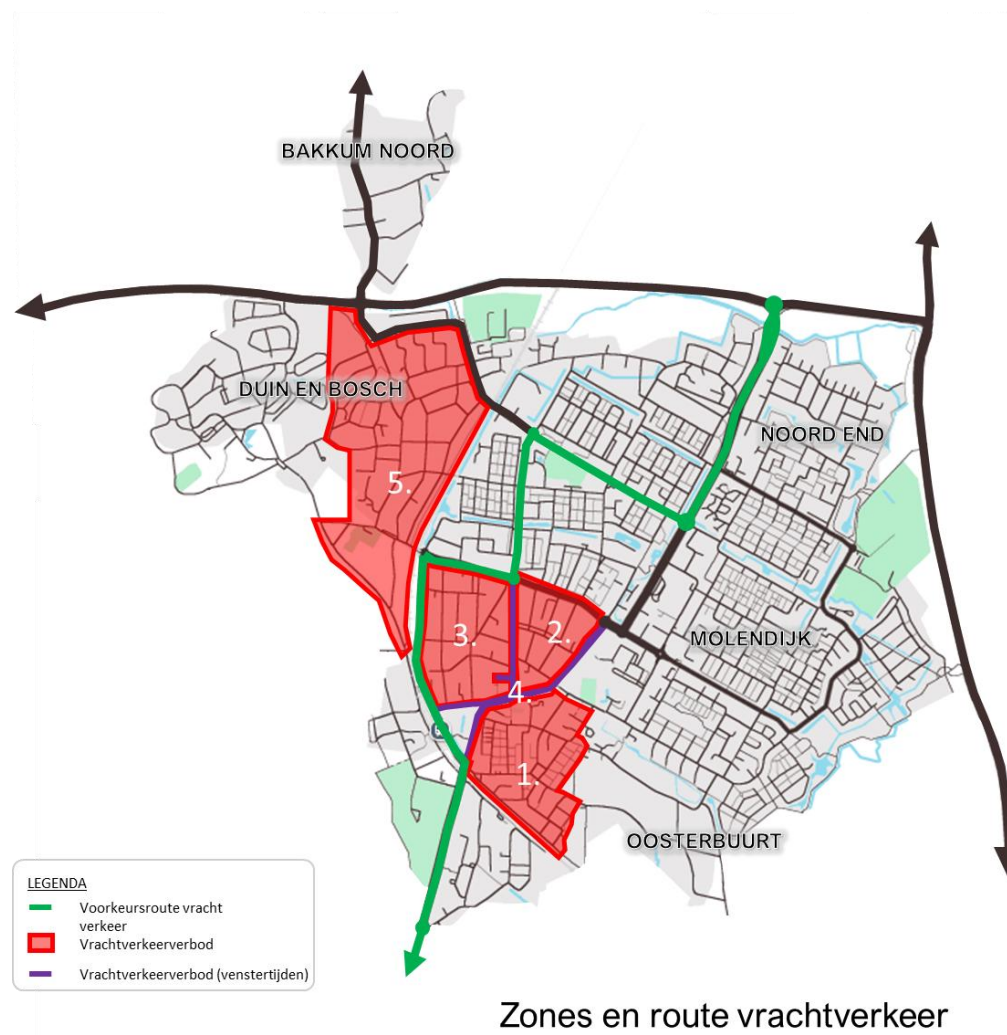 BAKKUM NOORD
DUIN EN BOSCH
NOORD END
5.
3.
2.
MOLENDIJK
4.
1.
OOSTERBUURT
LEGENDA
Voorkeursroute vracht
verkeer
Vrachtverkeerverbod
Vrachtverkeerverbod (venstertijden)
Zones en route vrachtverkeer